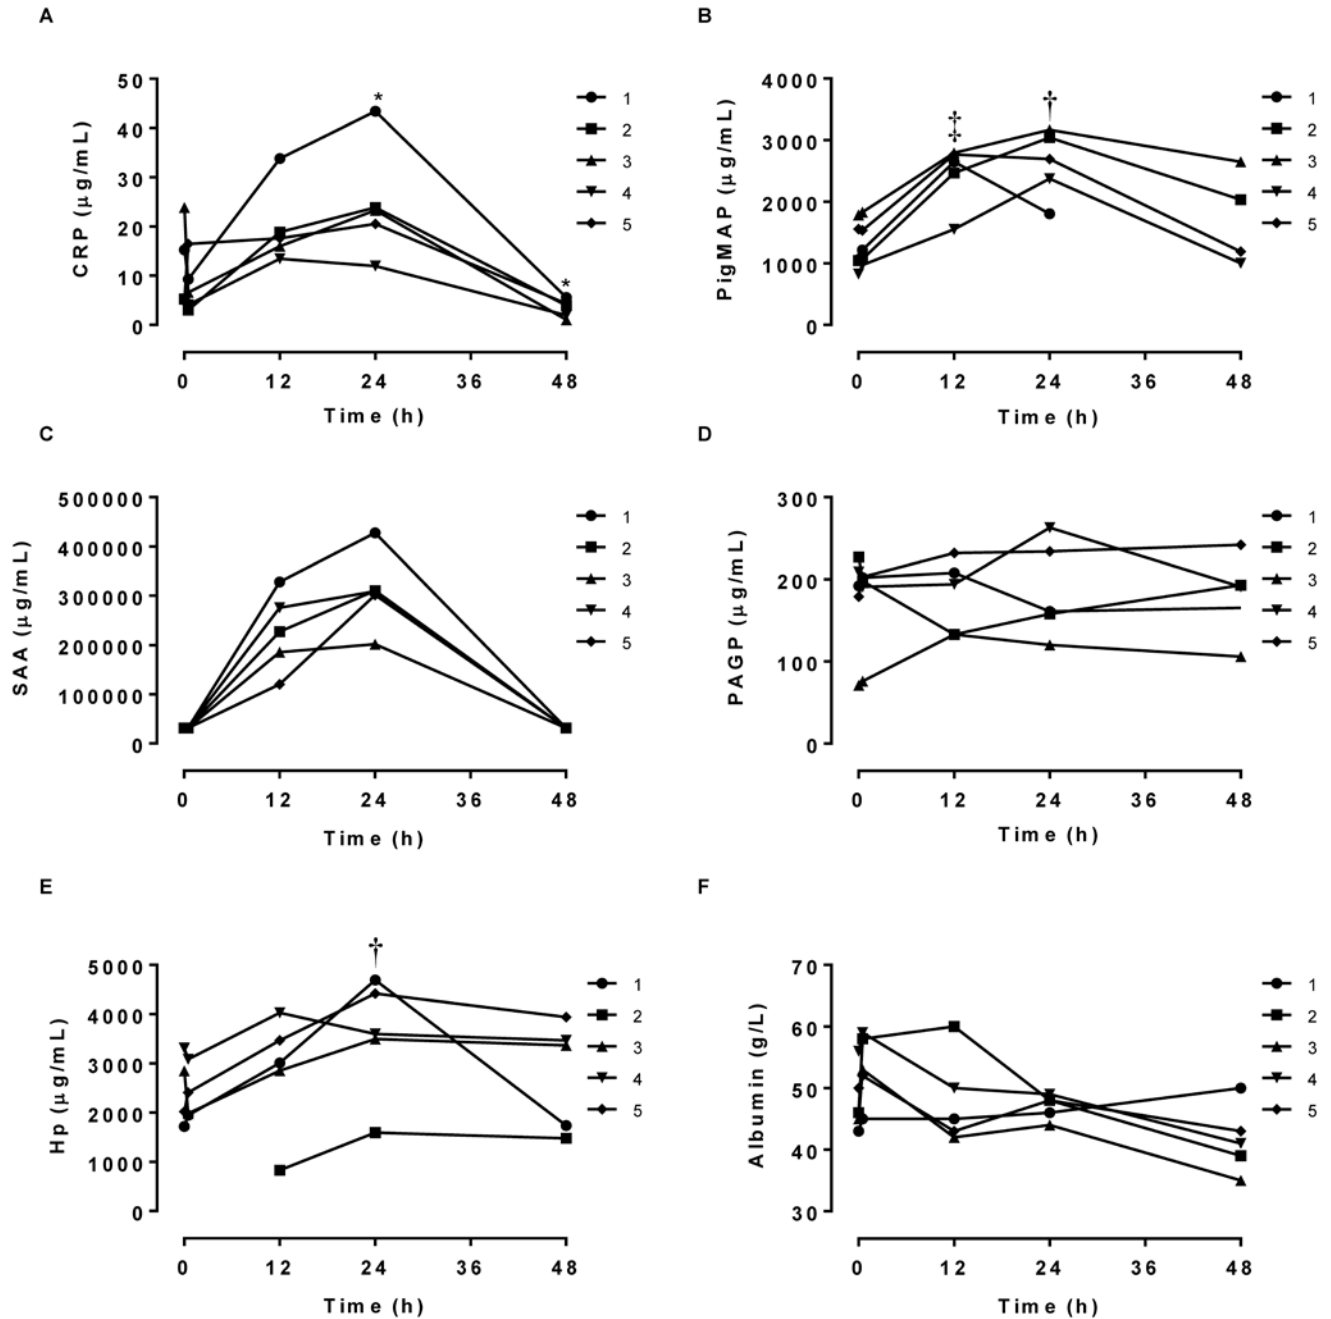 A
CRP (µg/mL)
50
40
30
20
10
0
*
*
0 12 24 36 48
Time (h)
1
2
3
4
5
B
PigMAP (µg/mL)
4000
3000
2000
1000
0
‡
†
0 12 24 36 48
Time (h)
1
2
3
4
5
C
SAA (µg/mL)
500000
400000
300000
200000
100000
0
0 12 24 36 48
Time (h)
1
2
3
4
5
D
PAGP (µg/mL)
300
200
100
0
0 12 24 36 48
Time (h)
1
2
3
4
5
E
Hp (µg/mL)
5000
4000
3000
2000
1000
0
†
0 12 24 36 48
Time (h)
1
2
3
4
5
F
Albumin (g/L)
70
60
50
40
30
0 12 24 36 48
Time (h)
1
2
3
4
5